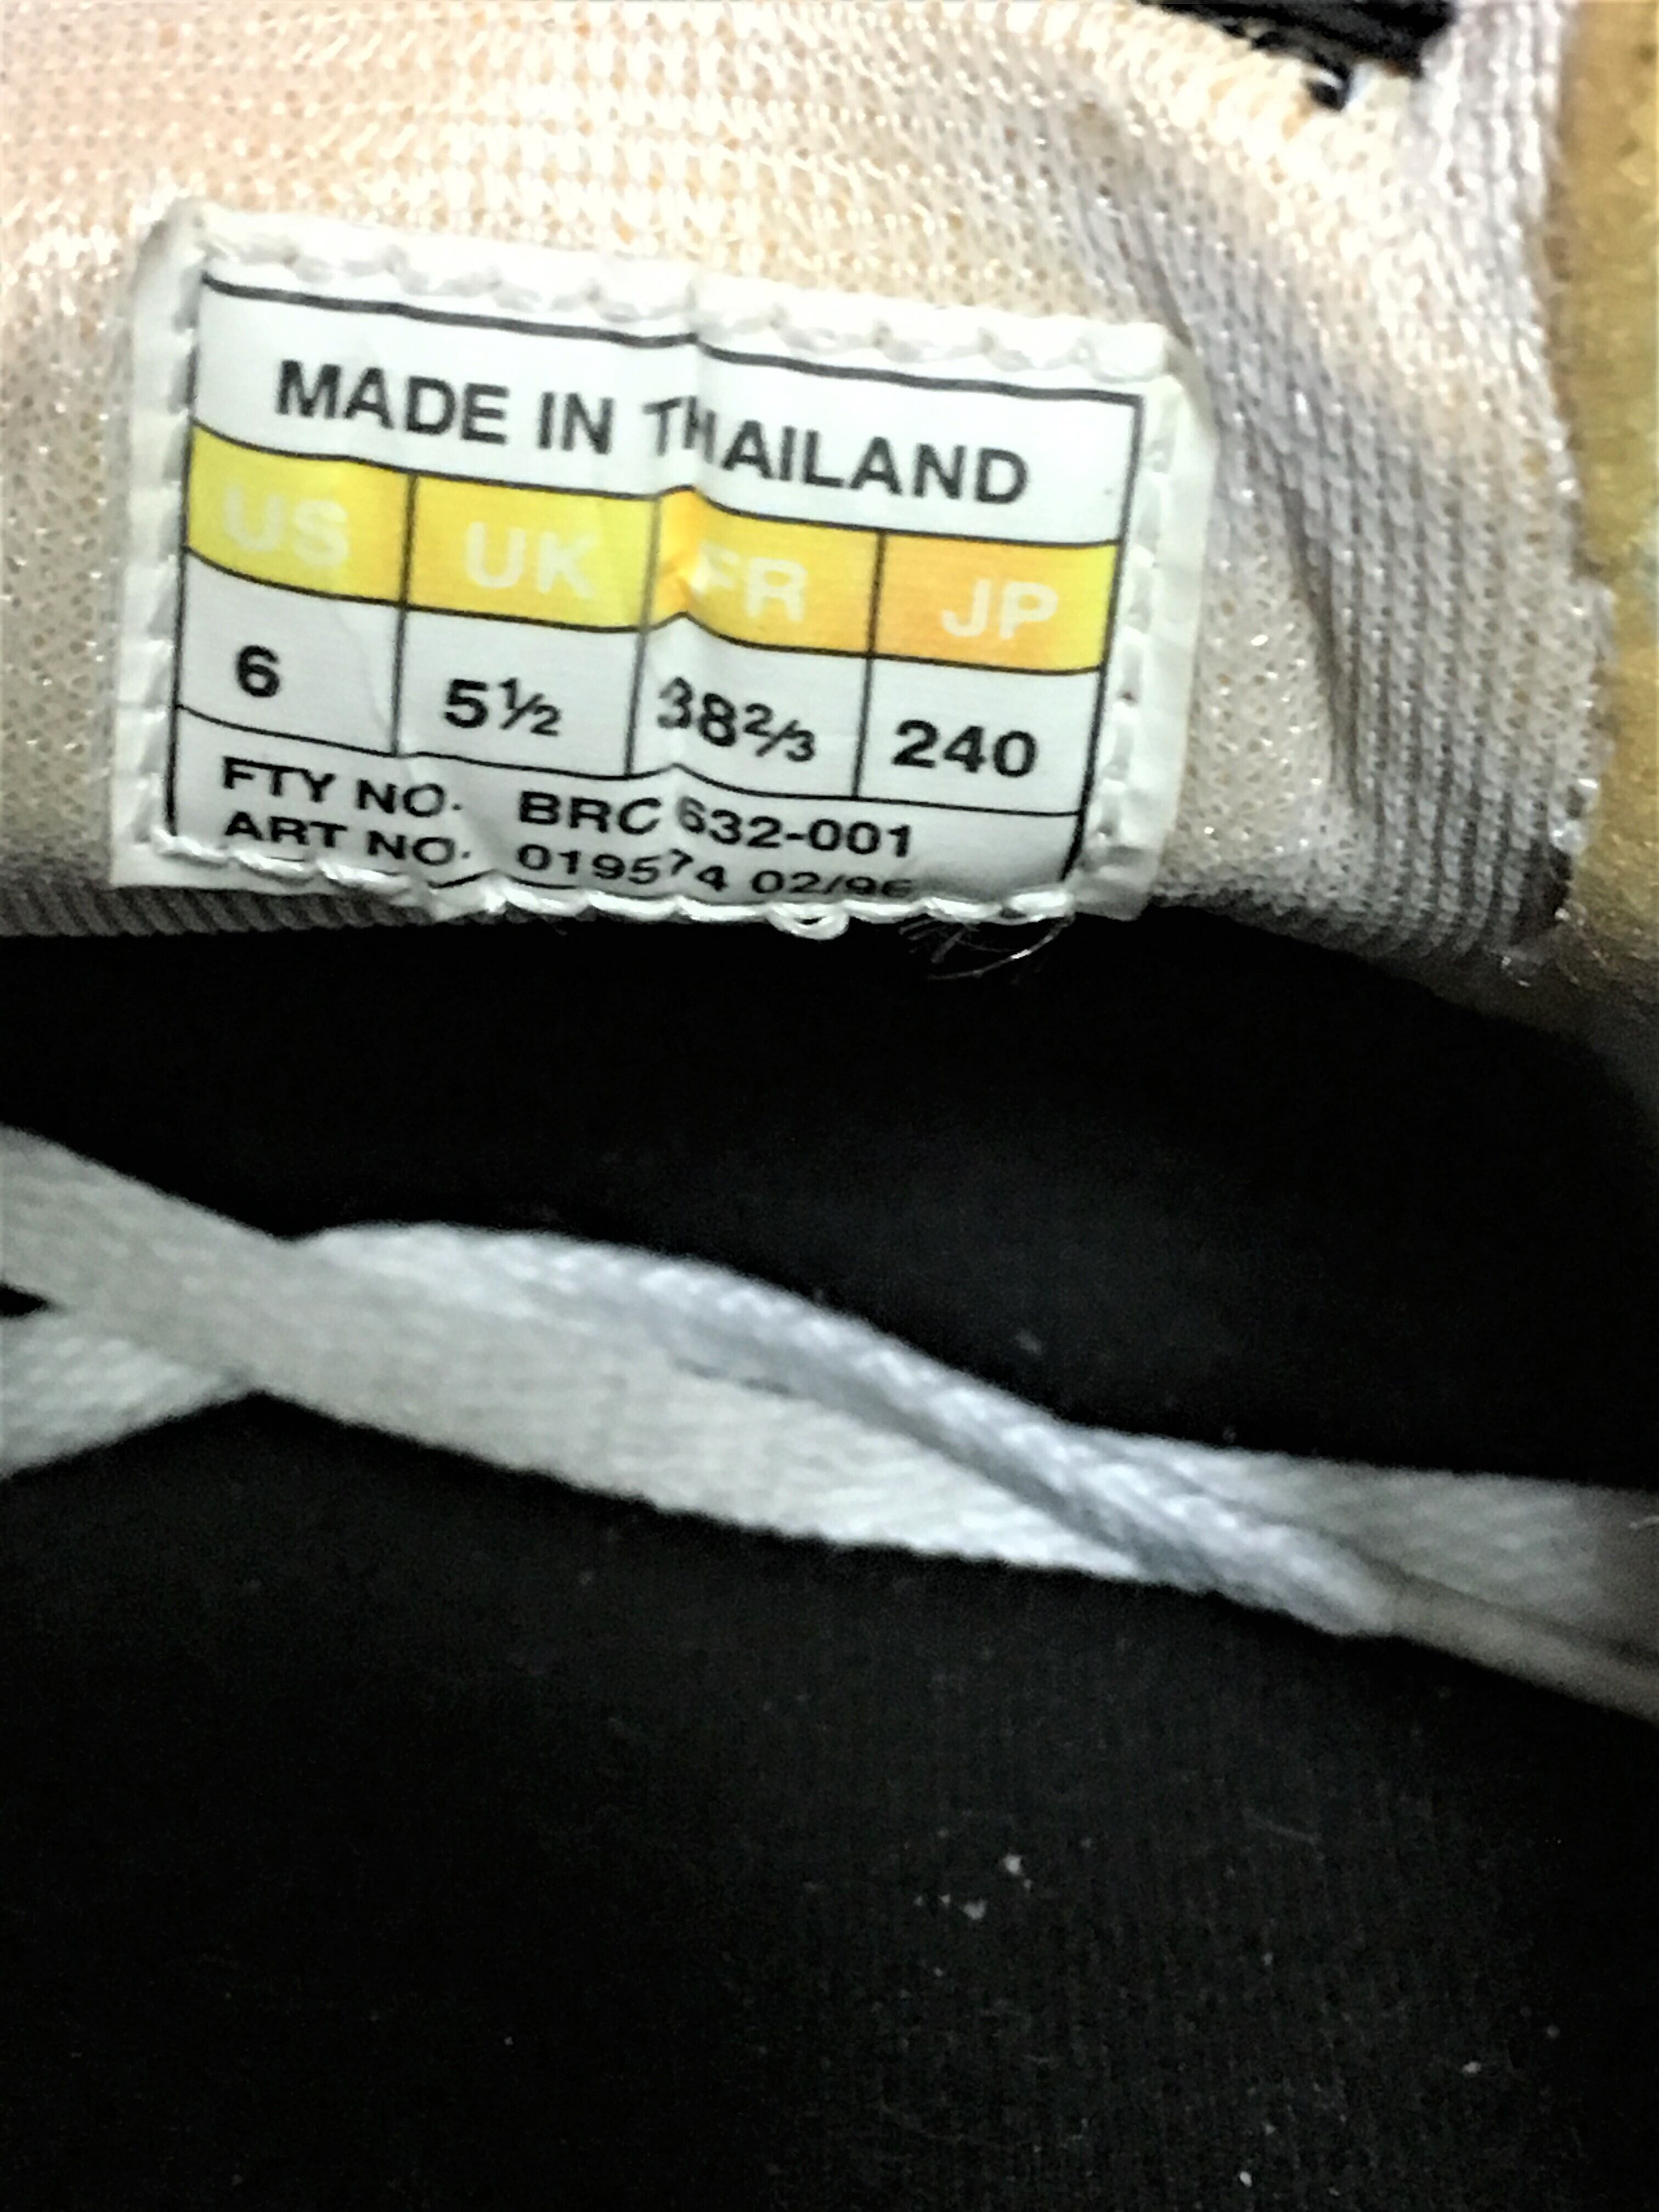 MADE IN THAILAND
US UK FR JP
6 5½ 38⅔ 240
FTY NO. BRC 632-001
ART NO. 019574 02/96